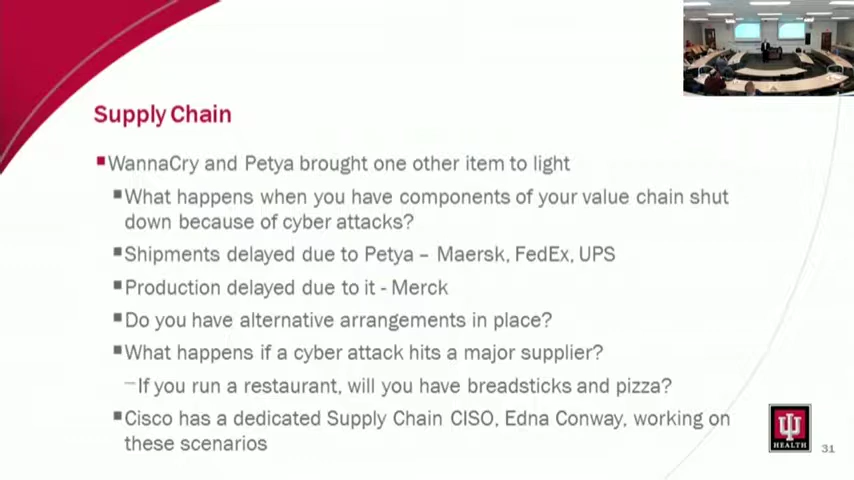 Supply Chain
WannaCry and Petya brought one other item to light
What happens when you have components of your value chain shut
down because of cyber attacks?
Shipments delayed due to Petya – Maersk, FedEx, UPS
Production delayed due to it - Merck
Do you have alternative arrangements in place?
What happens if a cyber attack hits a major supplier?
If you run a restaurant, will you have breadsticks and pizza?
Cisco has a dedicated Supply Chain CISO, Edna Conway, working on
these scenarios
HEALTH
31